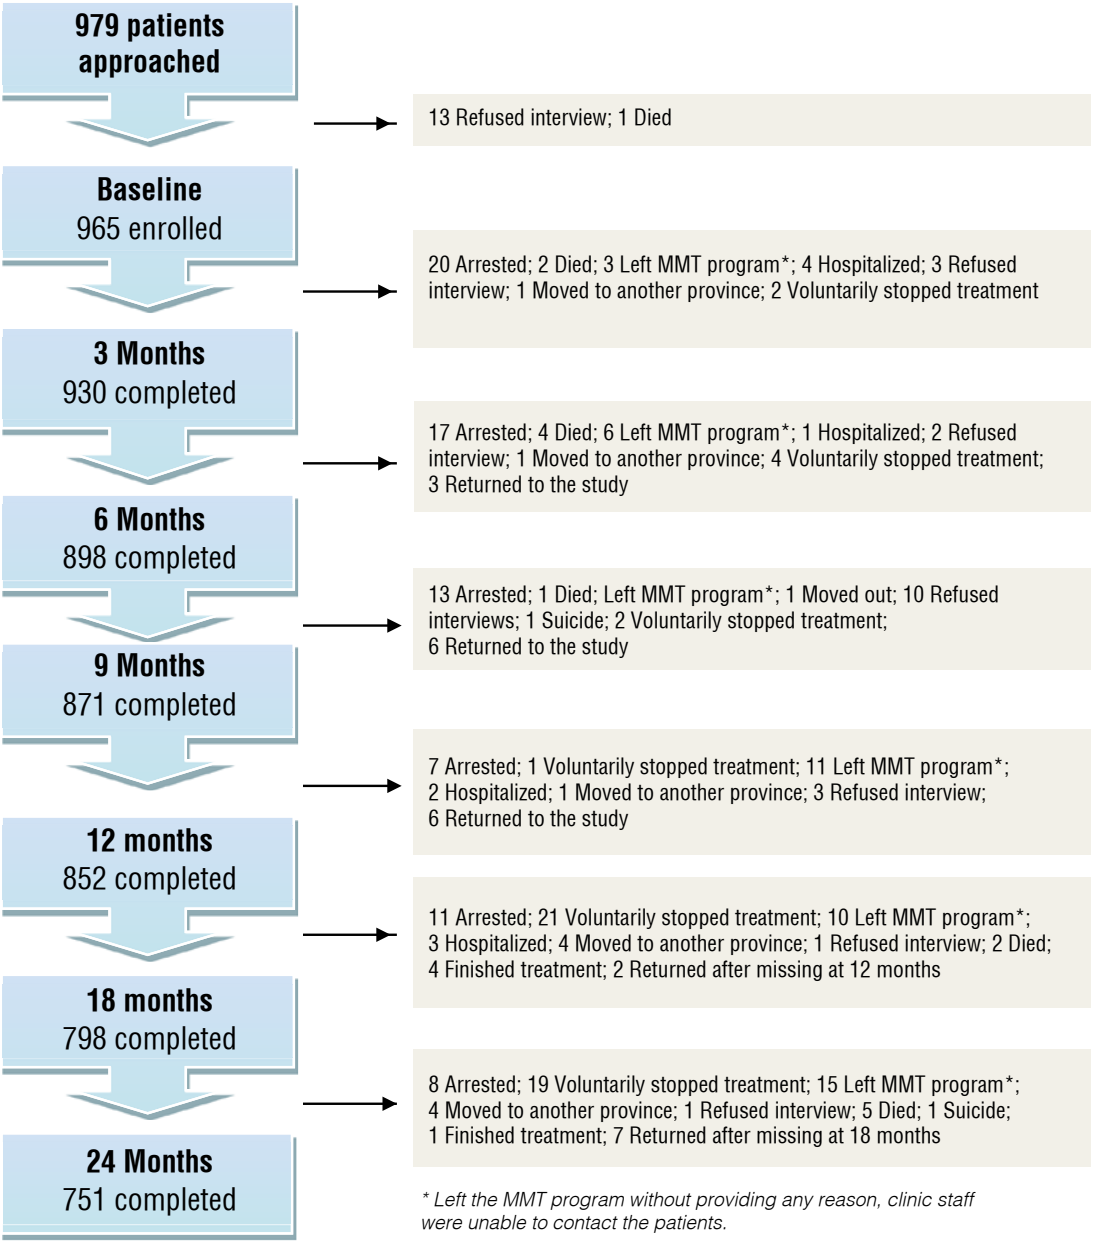 979 patients
approached
13 Refused interview; 1 Died
Baseline
965 enrolled
20 Arrested; 2 Died; 3 Left MMT program*; 4 Hospitalized; 3 Refused
interview; 1 Moved to another province; 2 Voluntarily stopped treatment
3 Months
930 completed
17 Arrested; 4 Died; 6 Left MMT program*; 1 Hospitalized; 2 Refused
interview; 1 Moved to another province; 4 Voluntarily stopped treatment;
3 Returned to the study
6 Months
898 completed
13 Arrested; 1 Died; Left MMT program*; 1 Moved out; 10 Refused
interviews; 1 Suicide; 2 Voluntarily stopped treatment;
6 Returned to the study
9 Months
871 completed
7 Arrested; 1 Voluntarily stopped treatment; 11 Left MMT program*;
2 Hospitalized; 1 Moved to another province; 3 Refused interview;
6 Returned to the study
12 months
852 completed
11 Arrested; 21 Voluntarily stopped treatment; 10 Left MMT program*;
3 Hospitalized; 4 Moved to another province; 1 Refused interview; 2 Died;
4 Finished treatment; 2 Returned after missing at 12 months
18 months
798 completed
8 Arrested; 19 Voluntarily stopped treatment; 15 Left MMT program*;
4 Moved to another province; 1 Refused interview; 5 Died; 1 Suicide;
1 Finished treatment; 7 Returned after missing at 18 months
24 Months
751 completed
* Left the MMT program without providing any reason, clinic staff
were unable to contact the patients.